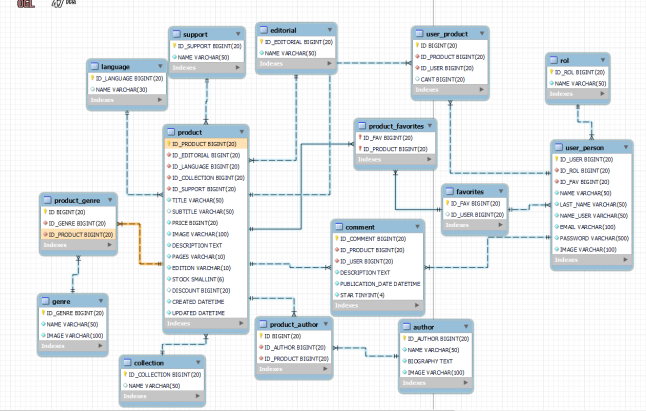 support
ID_SUPPORT BIGINT(20)
NAME VARCHAR(50)
Indexes
editorial
ID_EDITORIAL BIGINT(20)
NAME VARCHAR(50)
Indexes
user_product
ID BIGINT(20)
ID_PRODUCT BIGINT(20)
ID_USER BIGINT(20)
CANT BIGINT(20)
Indexes
rol
ID_ROL BIGINT(20)
NAME VARCHAR(50)
Indexes
language
ID_LANGUAGE BIGINT(20)
NAME VARCHAR(30)
Indexes
product
ID_PRODUCT BIGINT(20)
ID_EDITORIAL BIGINT(20)
ID_LANGUAGE BIGINT(20)
ID_COLLECTION BIGINT(20)
ID_SUPPORT BIGINT(20)
TITLE VARCHAR(50)
SUBTITLE VARCHAR(50)
PRICE BIGINT(20)
IMAGE VARCHAR(100)
DESCRIPTION TEXT
PAGES VARCHAR(10)
EDITION VARCHAR(10)
STOCK SMALLINT(6)
DISCOUNT BIGINT(20)
CREATED DATETIME
UPDATED DATETIME
Indexes
product_favorites
ID_FAV BIGINT(20)
ID_PRODUCT BIGINT(20)
Indexes
user_person
ID_USER BIGINT(20)
ID_ROL BIGINT(20)
ID_FAV BIGINT(20)
NAME VARCHAR(50)
LAST_NAME VARCHAR(50)
NAME_USER VARCHAR(50)
EMAIL VARCHAR(100)
PASSWORD VARCHAR(500)
IMAGE VARCHAR(100)
Indexes
favorites
ID_FAV BIGINT(20)
ID_USER BIGINT(20)
Indexes
product_genre
ID BIGINT(20)
ID_GENRE BIGINT(20)
ID_PRODUCT BIGINT(20)
Indexes
comment
ID_COMMENT BIGINT(20)
ID_PRODUCT BIGINT(20)
ID_USER BIGINT(20)
DESCRIPTION TEXT
PUBLICATION_DATE DATETIME
STAR TINYINT(4)
Indexes
genre
ID_GENRE BIGINT(20)
NAME VARCHAR(50)
IMAGE VARCHAR(100)
Indexes
product_author
ID BIGINT(20)
ID_AUTHOR BIGINT(20)
ID_PRODUCT BIGINT(20)
Indexes
author
ID_AUTHOR BIGINT(20)
NAME VARCHAR(50)
BIOGRAPHY TEXT
IMAGE VARCHAR(100)
Indexes
collection
ID_COLLECTION BIGINT(20)
NAME VARCHAR(50)
Indexes